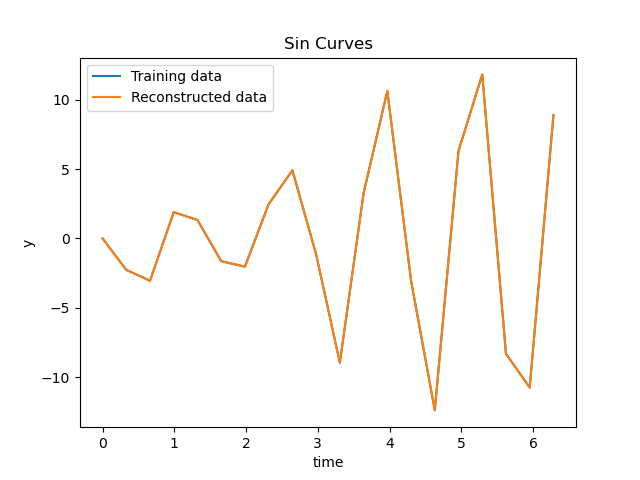 Sin Curves
Training data
Reconstructed data
10
5
0
−5
−10
y
0 1 2 3 4 5 6
time